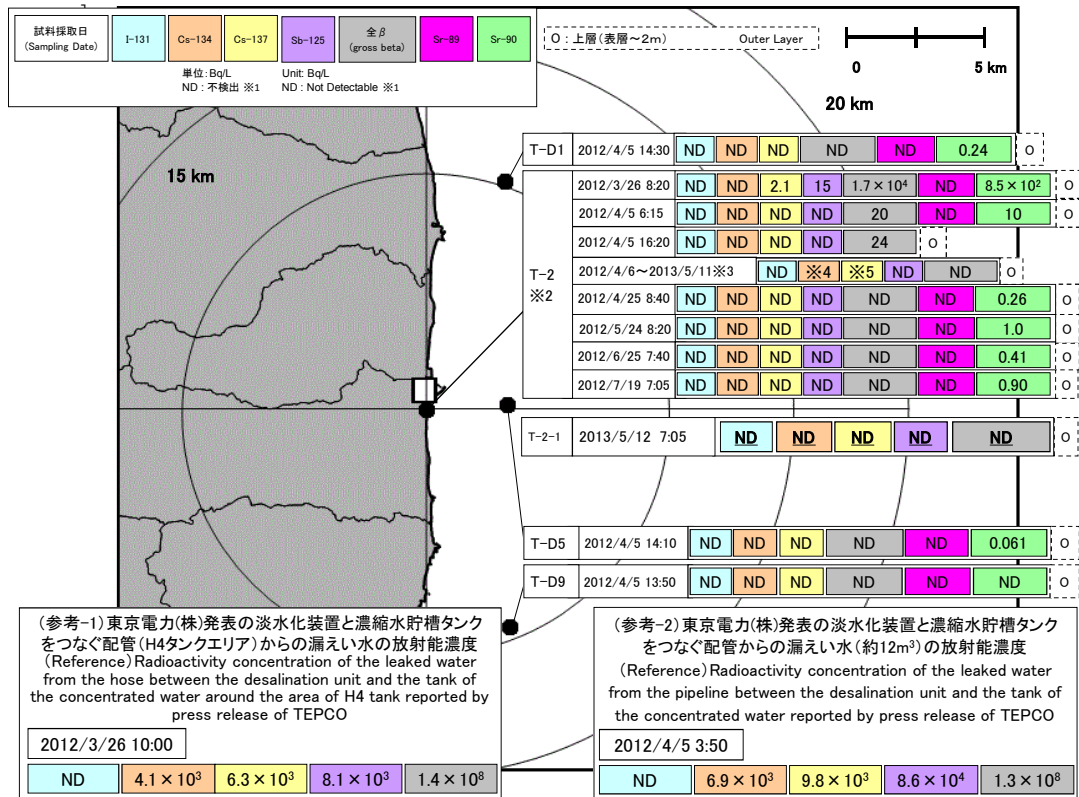 試料採取日
(Sampling Date)
I-131
Cs-134
Cs-137
Sb-125
全β
(gross beta)
Sr-89
Sr-90
単位:Bq/L
Unit: Bq/L
ND : 不検出 ※1
ND : Not Detectable ※1
O : 上層(表層～2m)
Outer Layer
0
5 km
20 km
15 km
T-D1 2012/4/5 14:30 ND ND ND ND ND 0.24 O
T-2
※2
2012/3/26 8:20 ND ND 2.1 15 1.7×10⁴ ND 8.5×10² O
2012/4/5 6:15 ND ND ND ND 20 ND 10 O
2012/4/5 16:20 ND ND ND ND 24 O
2012/4/6～2013/5/11※3 ND ※4 ※5 ND ND O
2012/4/25 8:40 ND ND ND ND ND ND 0.26 O
2012/5/24 8:20 ND ND ND ND ND ND 1.0 O
2012/6/25 7:40 ND ND ND ND ND ND 0.41 O
2012/7/19 7:05 ND ND ND ND ND ND 0.90 O
T-2-1 2013/5/12 7:05 ND ND ND ND ND O
T-D5 2012/4/5 14:10 ND ND ND ND ND 0.061 O
T-D9 2012/4/5 13:50 ND ND ND ND ND ND O
(参考-1)東京電力(株)発表の淡水化装置と濃縮水貯槽タンク
をつなぐ配管(H4タンクエリア)からの漏えい水の放射能濃度
(Reference)Radioactivity concentration of the leaked water
from the hose between the desalination unit and the tank of
the concentrated water around the area of H4 tank reported by
press release of TEPCO
2012/3/26 10:00
ND 4.1×10³ 6.3×10³ 8.1×10³ 1.4×10⁸
(参考-2)東京電力(株)発表の淡水化装置と濃縮水貯槽タンク
をつなぐ配管からの漏えい水(約12m³)の放射能濃度
(Reference)Radioactivity concentration of the leaked water
from the pipeline between the desalination unit and the tank of
the concentrated water reported by press release of TEPCO
2012/4/5 3:50
ND 6.9×10³ 9.8×10³ 8.6×10⁴ 1.3×10⁸